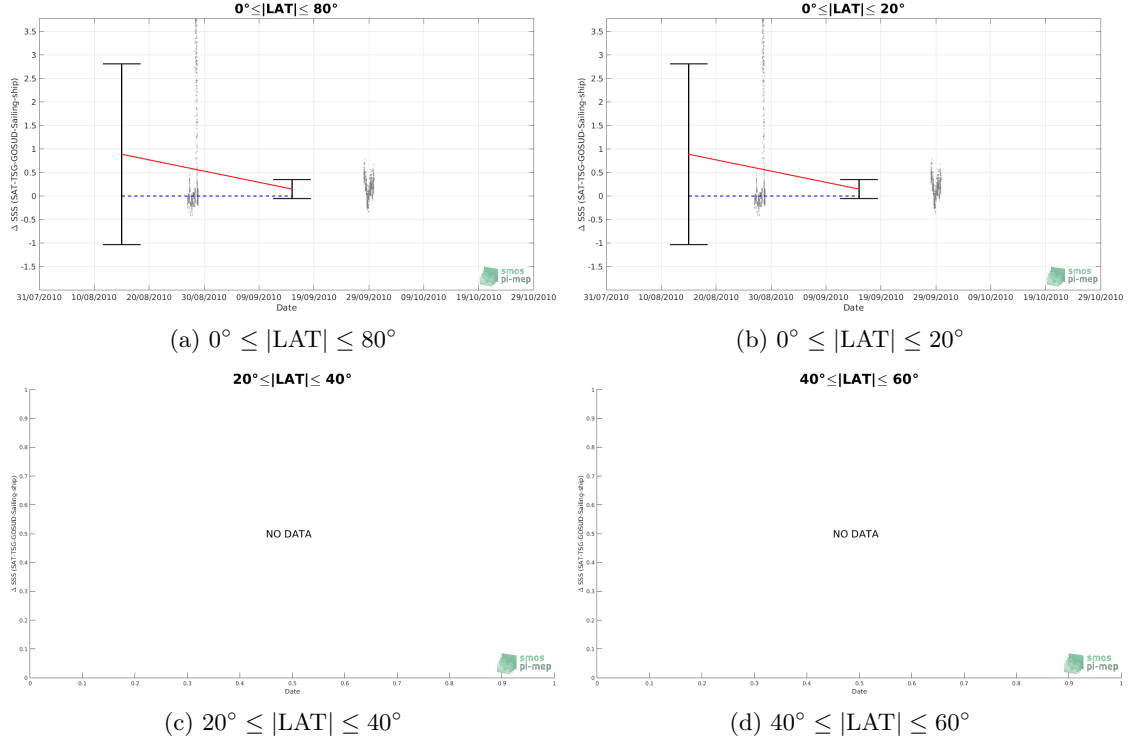 0°≤|LAT|≤ 80°
3.5
3
2.5
2
1.5
1
0.5
0
-0.5
-1
-1.5
Δ SSS (SAT-TSG-GOSUD-Sailing-ship)
31/07/2010 10/08/2010 20/08/2010 30/08/2010 09/09/2010 19/09/2010 29/09/2010 09/10/2010 19/10/2010 29/10/2010
Date
smos
pi-mep
(a) 0° ≤ |LAT| ≤ 80°
0°≤|LAT|≤ 20°
3.5
3
2.5
2
1.5
1
0.5
0
-0.5
-1
-1.5
Δ SSS (SAT-TSG-GOSUD-Sailing-ship)
31/07/2010 10/08/2010 20/08/2010 30/08/2010 09/09/2010 19/09/2010 29/09/2010 09/10/2010 19/10/2010 29/10/2010
Date
smos
pi-mep
(b) 0° ≤ |LAT| ≤ 20°
20°≤|LAT|≤ 40°
1
0.9
0.8
0.7
0.6
0.5
0.4
0.3
0.2
0.1
0
Δ SSS (SAT-TSG-GOSUD-Sailing-ship)
NO DATA
0 0.1 0.2 0.3 0.4 0.5 0.6 0.7 0.8 0.9 1
Date
smos
pi-mep
(c) 20° ≤ |LAT| ≤ 40°
40°≤|LAT|≤ 60°
1
0.9
0.8
0.7
0.6
0.5
0.4
0.3
0.2
0.1
0
Δ SSS (SAT-TSG-GOSUD-Sailing-ship)
NO DATA
0 0.1 0.2 0.3 0.4 0.5 0.6 0.7 0.8 0.9 1
Date
smos
pi-mep
(d) 40° ≤ |LAT| ≤ 60°